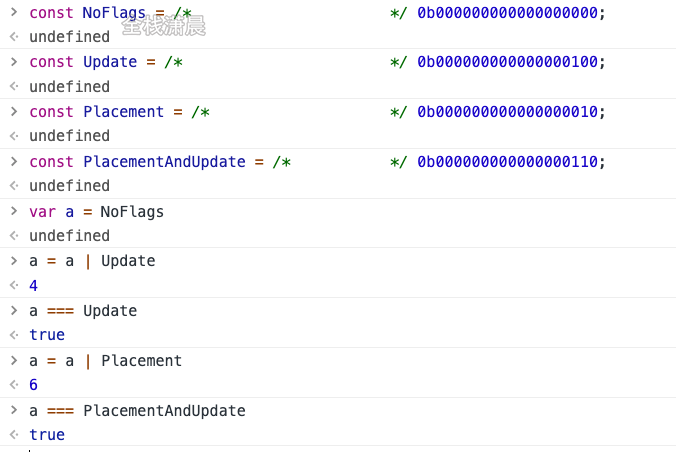 > const NoFlags = /*                      */ 0b000000000000000000;
全栈潇晨
<· undefined
> const Update = /*                       */ 0b000000000000000100;
<· undefined
> const Placement = /*                    */ 0b000000000000000010;
<· undefined
> const PlacementAndUpdate = /*           */ 0b000000000000000110;
<· undefined
> var a = NoFlags
<· undefined
> a = a | Update
<· 4
> a === Update
<· true
> a = a | Placement
<· 6
> a === PlacementAndUpdate
<· true